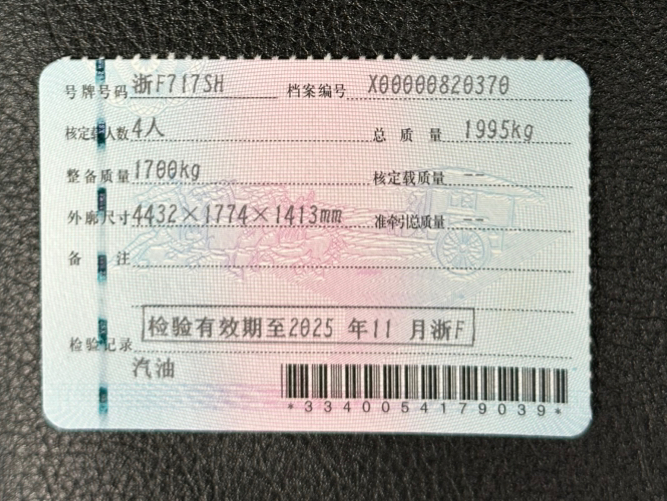 号牌号码 浙F717SH 档案编号 X00000820370
核定载人数 4人 总质量 1995kg
整备质量 1700kg 核定载质量 --
外廓尺寸 4432×1774×1413mm 准牵引总质量 --
备注
检验有效期至2025 年11 月浙F
检验记录
汽油
*3340054179039*